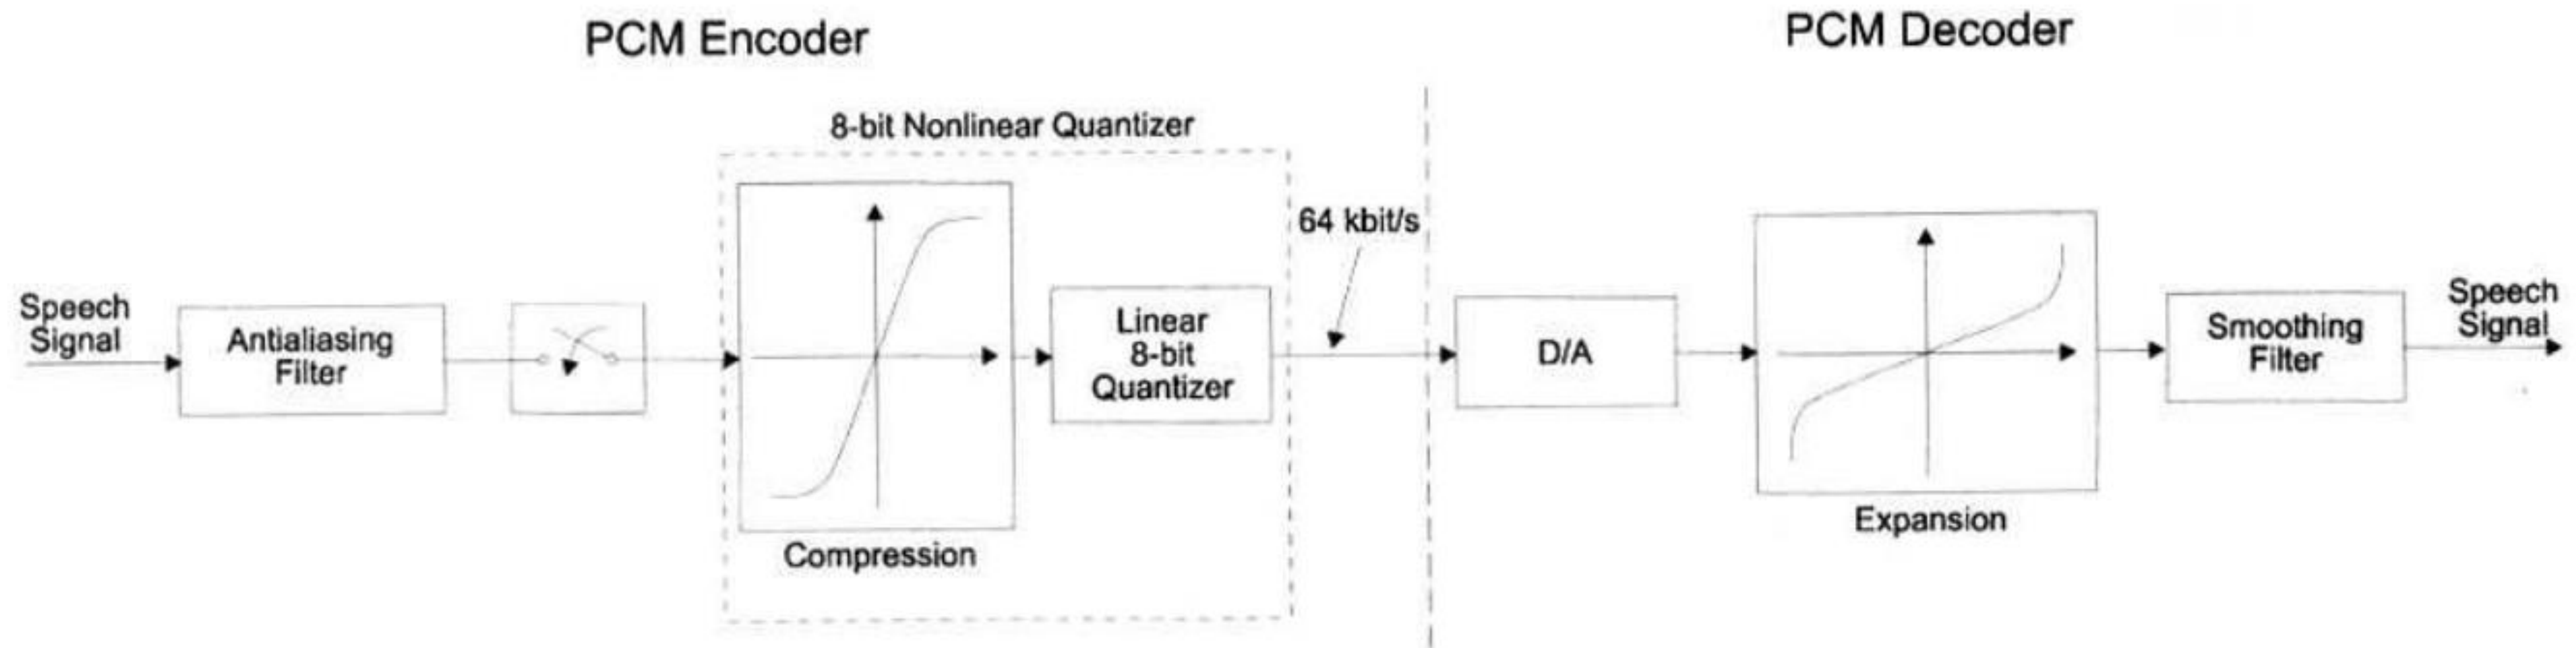 PCM Encoder
PCM Decoder
8-bit Nonlinear Quantizer
64 kbit/s
Speech
Signal
Antialiasing
Filter
Linear
8-bit
Quantizer
Compression
D/A
Expansion
Smoothing
Filter
Speech
Signal